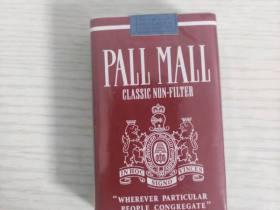 PALL MALL
CLASSIC NON-FILTER
IN HOC VINCES
SIGNO
"WHEREVER PARTICULAR
PEOPLE CONGREGATE"